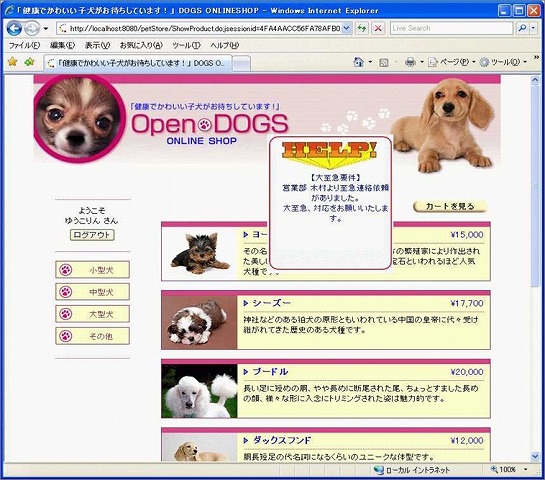 「健康でかわいい子犬がお待ちしています！」 DOGS ONLINESHOP - Windows Internet Explorer
http://localhost:8080/petStore/ShowProduct.do;jsessionid=4FA4AACC56FA78AFB0
Live Search
ファイル(F) 編集(E) 表示(V) お気に入り(A) ツール(T) ヘルプ(H)
「健康でかわいい子犬がお待ちしています！」 DOGS O...
ページ(P) ツール(O)
「健康でかわいい子犬がお待ちしています！」
Open DOGS
ONLINE SHOP
HELP!
【大至急要件】
営業部 木村より至急連絡依頼
がありました。
大至急、対応をお願いいたしま
す。
カートを見る
ようこそ
ゆうこりん さん
ログアウト
小型犬
中型犬
大型犬
その他
ヨー
¥15,000
その名
の繁殖家により作出され
た美し
宝石といわれるほど人気
犬種で
シーズー
¥17,700
神社などのある狛犬の原形ともいわれている中国の皇帝に代々受け
継がれてきた歴史のある犬種です。
プードル
¥20,000
長い足に短めの胴、やや長めに断尾された尾、ちょっとすました長め
の顔、様々な形に入念にトリミングされた姿は魅力的です。
ダックスフンド
¥12,000
胴長短足の代名詞になるくらいのユニークな体型です。
ローカル イントラネット
100%